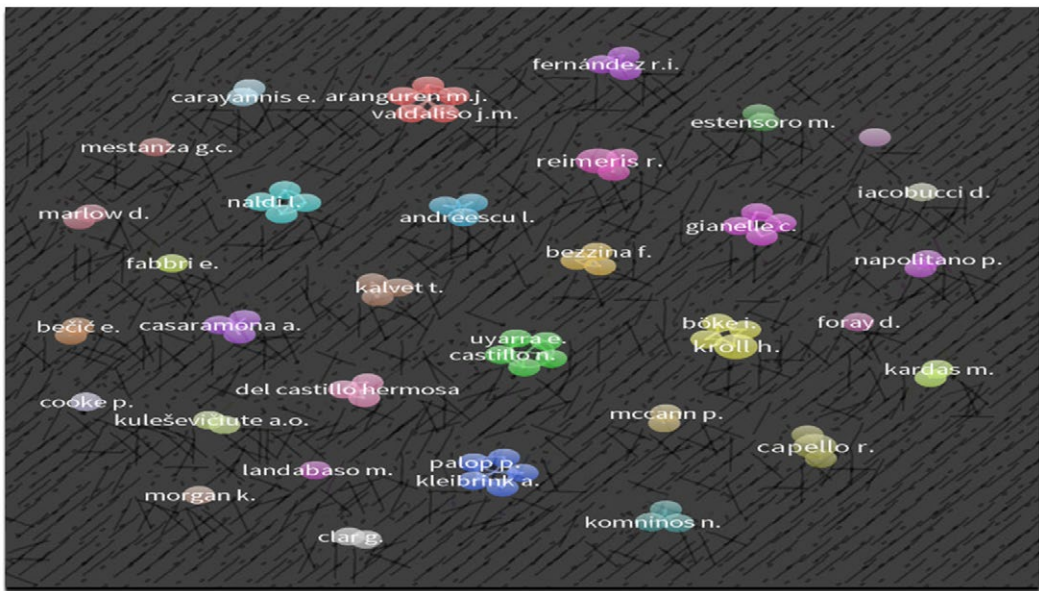 fernández r.i.
carayannis e.
aranguren m.j.
valdaliso j.m.
estensoro m.
mestanza g.c.
reimeris r.
iacobucci d.
naldi l.
marlow d.
andreescu l.
gianelle c.
bezzina f.
fabbri e.
napolitano p.
kalvet t.
bečić e.
casaramona a.
böke i.
foray d.
uyarra e.
kroll h.
castillo n.
kardas m.
del castillo hermosa
cooke p.
mccann p.
kuleševičiute a.o.
capello r.
palop p.
landabaso m.
kleibrink a.
morgan k.
komninos n.
clar g.